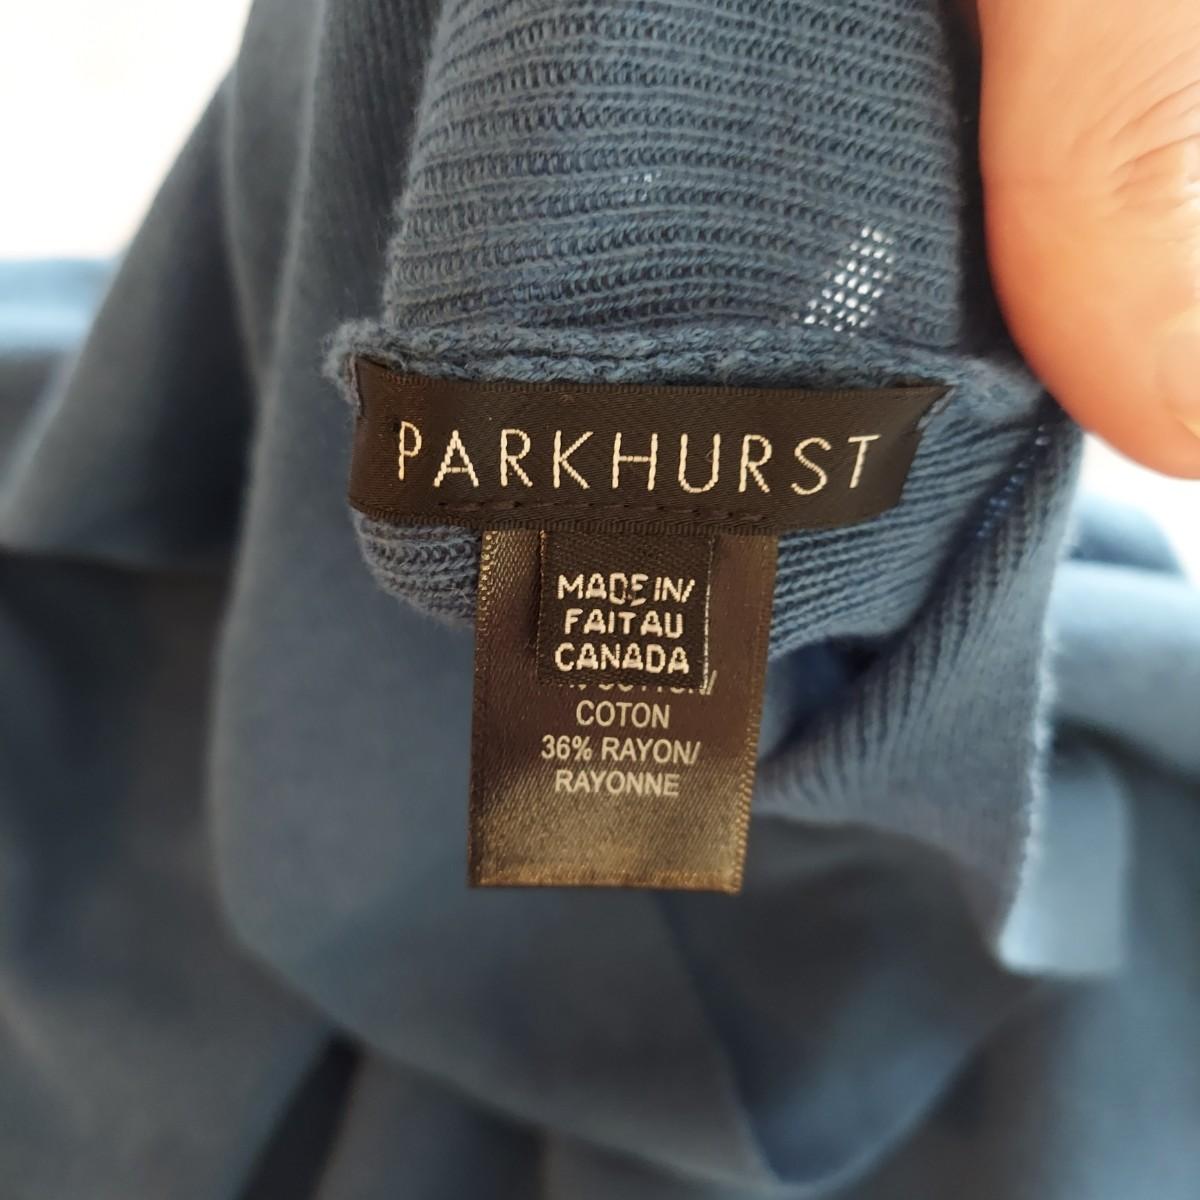 PARKHURST
MADE IN/
FAIT AU
CANADA
COTON
36% RAYON/
RAYONNE